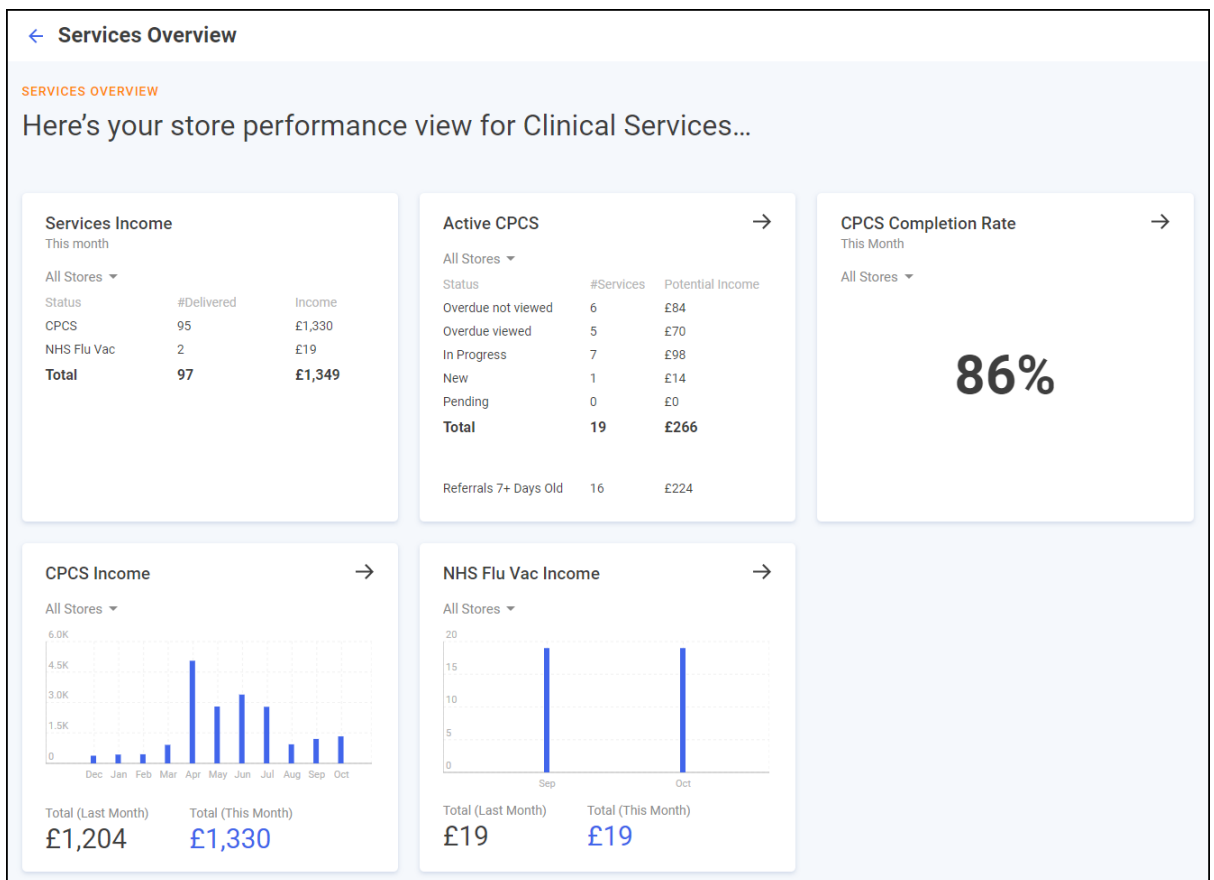 ← Services Overview
SERVICES OVERVIEW
Here’s your store performance view for Clinical Services...
Services Income
This month
All Stores
Status #Delivered Income
CPCS 95 £1,330
NHS Flu Vac 2 £19
Total 97 £1,349
Active CPCS
All Stores
Status #Services Potential Income
Overdue not viewed 6 £84
Overdue viewed 5 £70
In Progress 7 £98
New 1 £14
Pending 0 £0
Total 19 £266
Referrals 7+ Days Old 16 £224
CPCS Completion Rate
This Month
All Stores
86%
CPCS Income
All Stores
6.0K
4.5K
3.0K
1.5K
0
Dec Jan Feb Mar Apr May Jun Jul Aug Sep Oct
Total (Last Month) Total (This Month)
£1,204 £1,330
NHS Flu Vac Income
All Stores
20
15
10
5
0
Sep Oct
Total (Last Month) Total (This Month)
£19 £19